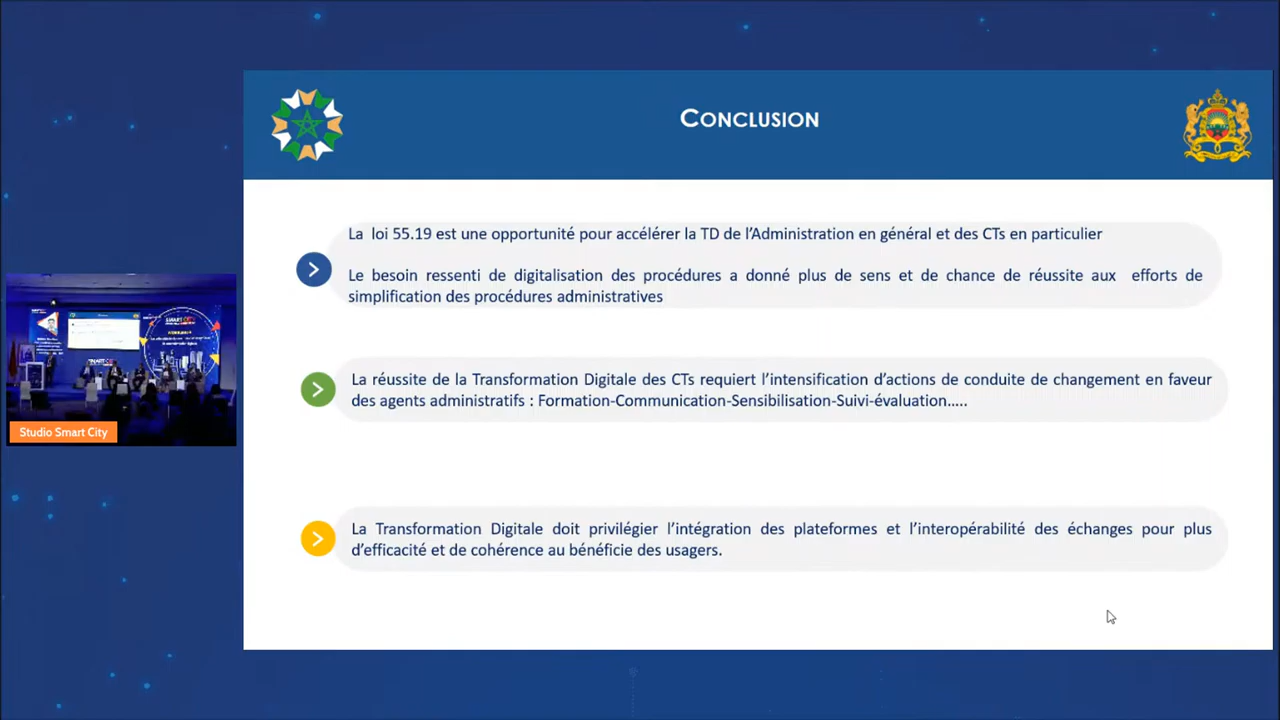 CONCLUSION
La loi 55.19 est une opportunité pour accélérer la TD de l’Administration en général et des CTs en particulier
Le besoin ressenti de digitalisation des procédures a donné plus de sens et de chance de réussite aux efforts de
simplification des procédures administratives
La réussite de la Transformation Digitale des CTs requiert l’intensification d’actions de conduite de changement en faveur
des agents administratifs : Formation-Communication-Sensibilisation-Suivi-évaluation.....
La Transformation Digitale doit privilégier l’intégration des plateformes et l’interopérabilité des échanges pour plus
d’efficacité et de cohérence au bénéficie des usagers.
SMART CITY
Studio Smart City